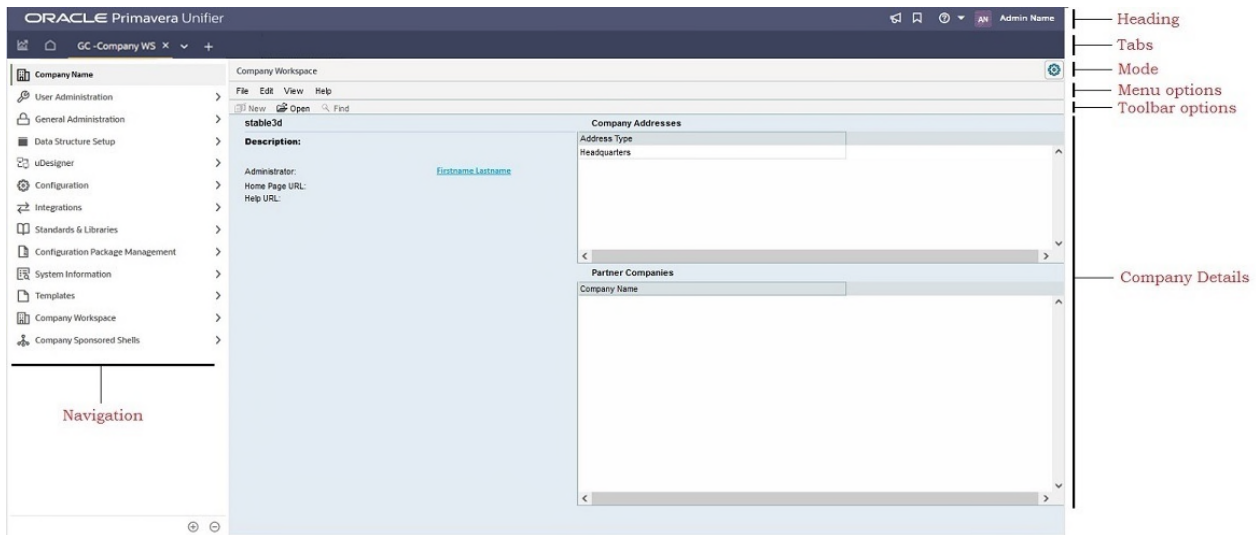 ORACLE Primavera Unifier
AN Admin Name
Heading
GC -Company WS × +
Tabs
Company Name
Company Workspace
Mode
User Administration
File Edit View Help
Menu options
New Open Find
Toolbar options
General Administration
stable3d
Company Addresses
Data Structure Setup
Description:
Address Type
Headquarters
uDesigner
Administrator:
Firstname Lastname
Configuration
Home Page URL:
Help URL:
Integrations
Standards & Libraries
Configuration Package Management
System Information
Partner Companies
Company Details
Templates
Company Name
Company Workspace
Company Sponsored Shells
Navigation